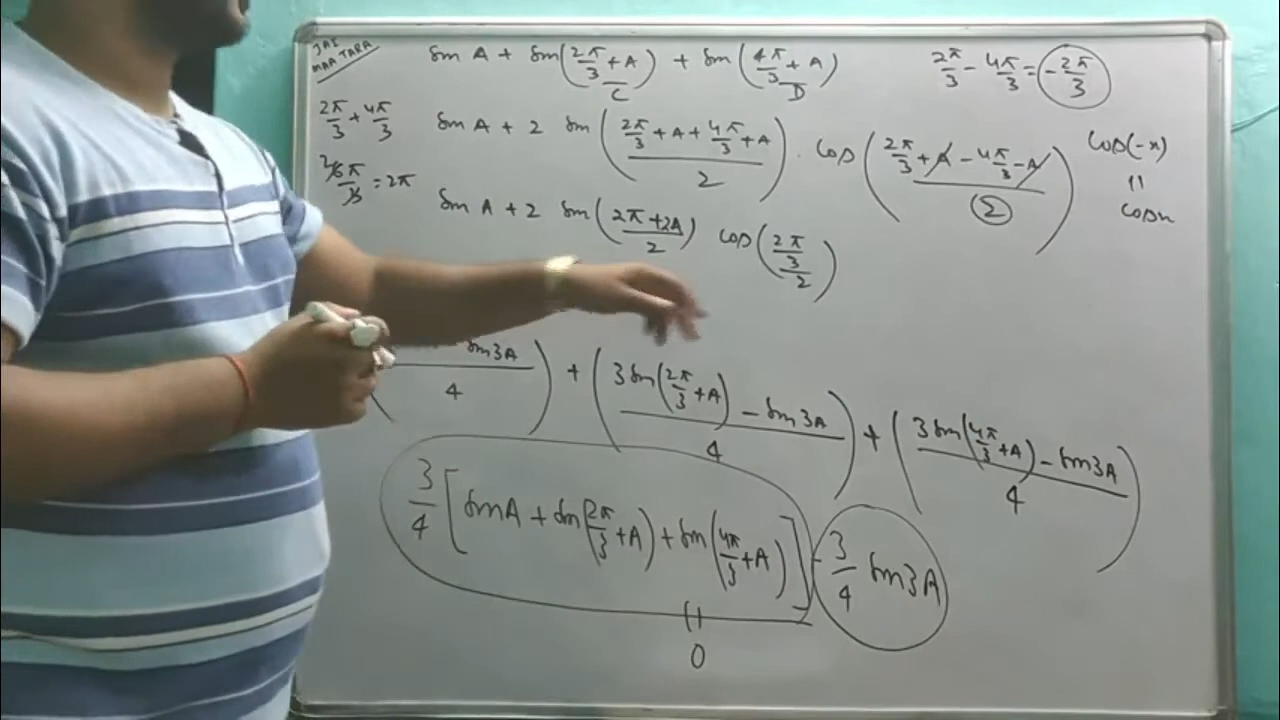 JAI
MAA TARA
sin A + sin(2π/3 + A) + sin(4π/3 + A)
C D
2π/3 - 4π/3 = -2π/3
2π/3 + 4π/3
6π/3 = 2π
sin A + 2 sin((2π/3 + A + 4π/3 + A)/2) . cos((2π/3 + A - 4π/3 - A)/2)
cos(-x)
=
cosx
sin A + 2 sin((2π + 2A)/2) cos((2π/3)/2)
sin3A)/4) + ((3 sin(2π/3 + A) - sin3A)/4) + ((3 sin(4π/3 + A) - sin3A)/4)
3/4 [sinA + sin(2π/3 + A) + sin(4π/3 + A)] - 3/4 sin3A
=
0